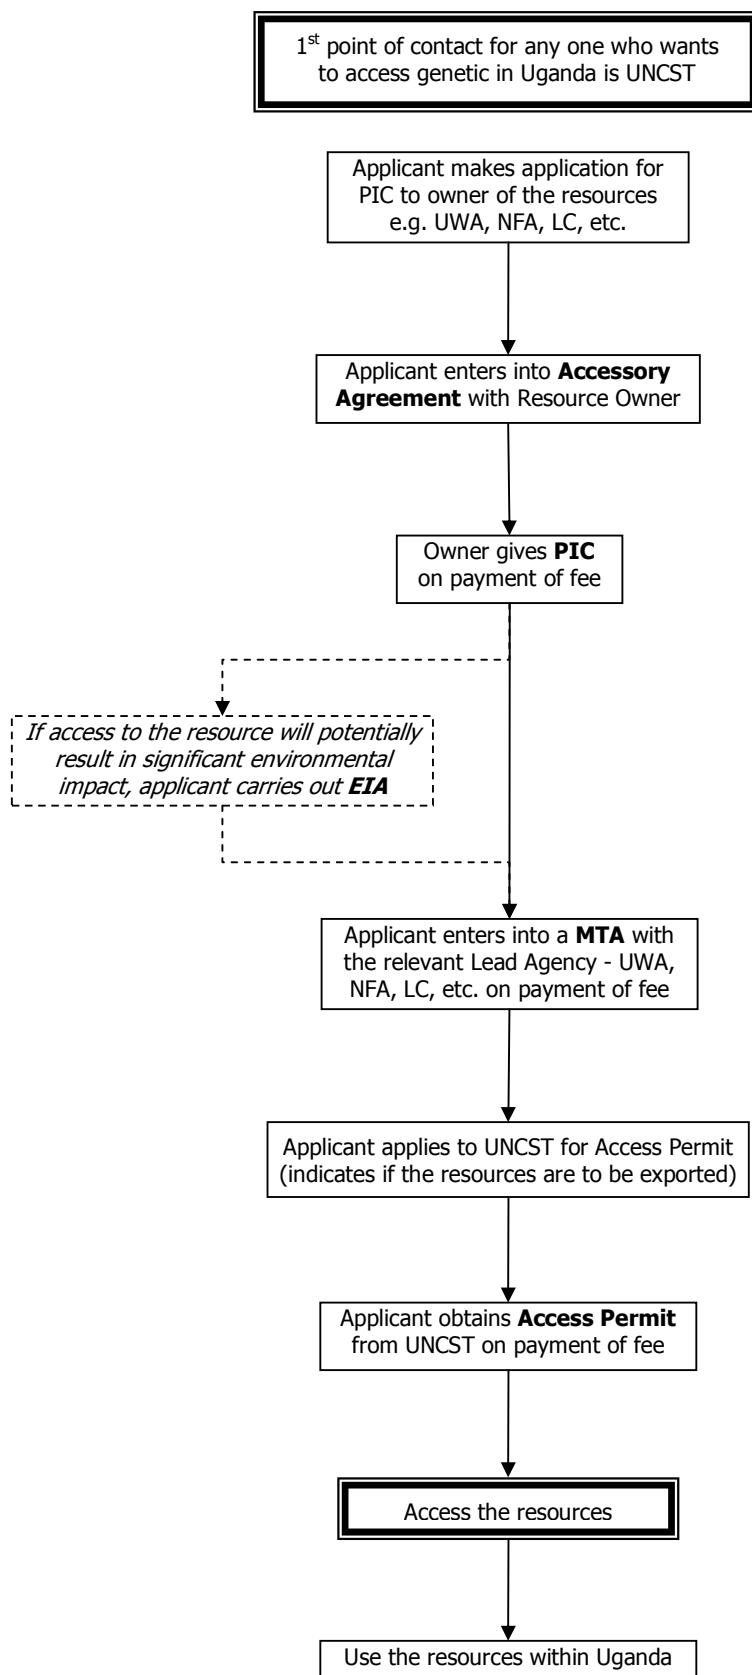 1st point of contact for any one who wants
to access genetic in Uganda is UNCST
Applicant makes application for
PIC to owner of the resources
e.g. UWA, NFA, LC, etc.
Applicant enters into Accessory
Agreement with Resource Owner
Owner gives PIC
on payment of fee
If access to the resource will potentially
result in significant environmental
impact, applicant carries out EIA
Applicant enters into a MTA with
the relevant Lead Agency - UWA,
NFA, LC, etc. on payment of fee
Applicant applies to UNCST for Access Permit
(indicates if the resources are to be exported)
Applicant obtains Access Permit
from UNCST on payment of fee
Access the resources
Use the resources within Uganda